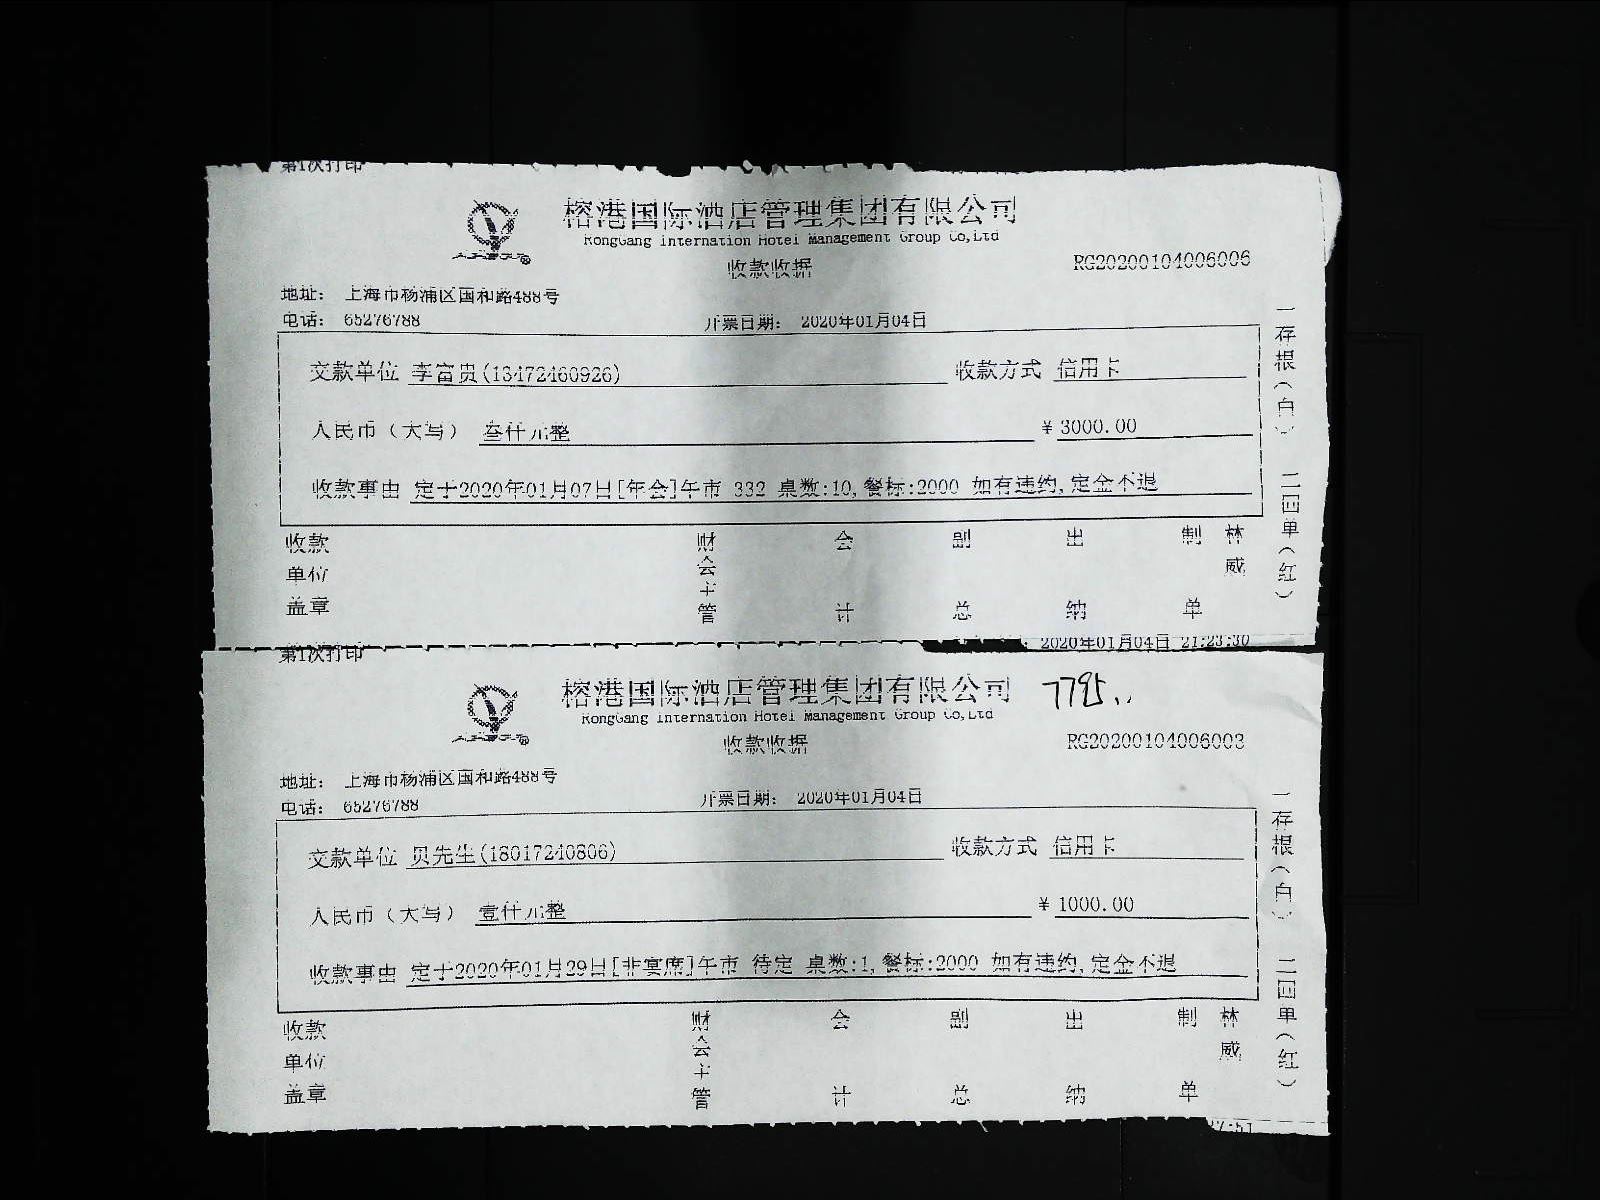 第1次打印
榕港国际酒店管理集团有限公司
RongGang Internation Hotel Management Group Co,Ltd
收款收据
RG20200104006006
地址： 上海市杨浦区国和路488号
电话： 65276788 开票日期： 2020年01月04日
交款单位 李富贵(13472460926) 收款方式 信用卡
人民币（大写） 叁仟元整 ¥ 3000.00
收款事由 定于2020年01月07日[年会]午市 332 桌数:10,餐标:2000 如有违约,定金不退
收款单位盖章 财会主管 会计 副总 出纳 制单 林威
一存根（白） 二回单（红）
2020年01月04日 21:23:30
第1次打印
榕港国际酒店管理集团有限公司 7795
RongGang Internation Hotel Management Group Co,Ltd
收款收据
RG20200104006003
地址： 上海市杨浦区国和路488号
电话： 65276788 开票日期： 2020年01月04日
交款单位 贝先生(18017240806) 收款方式 信用卡
人民币（大写） 壹仟元整 ¥ 1000.00
收款事由 定于2020年01月29日[非宴席]午市 待定 桌数:1,餐标:2000 如有违约,定金不退
收款单位盖章 财会主管 会计 副总 出纳 制单 林威
一存根（白） 二回单（红）